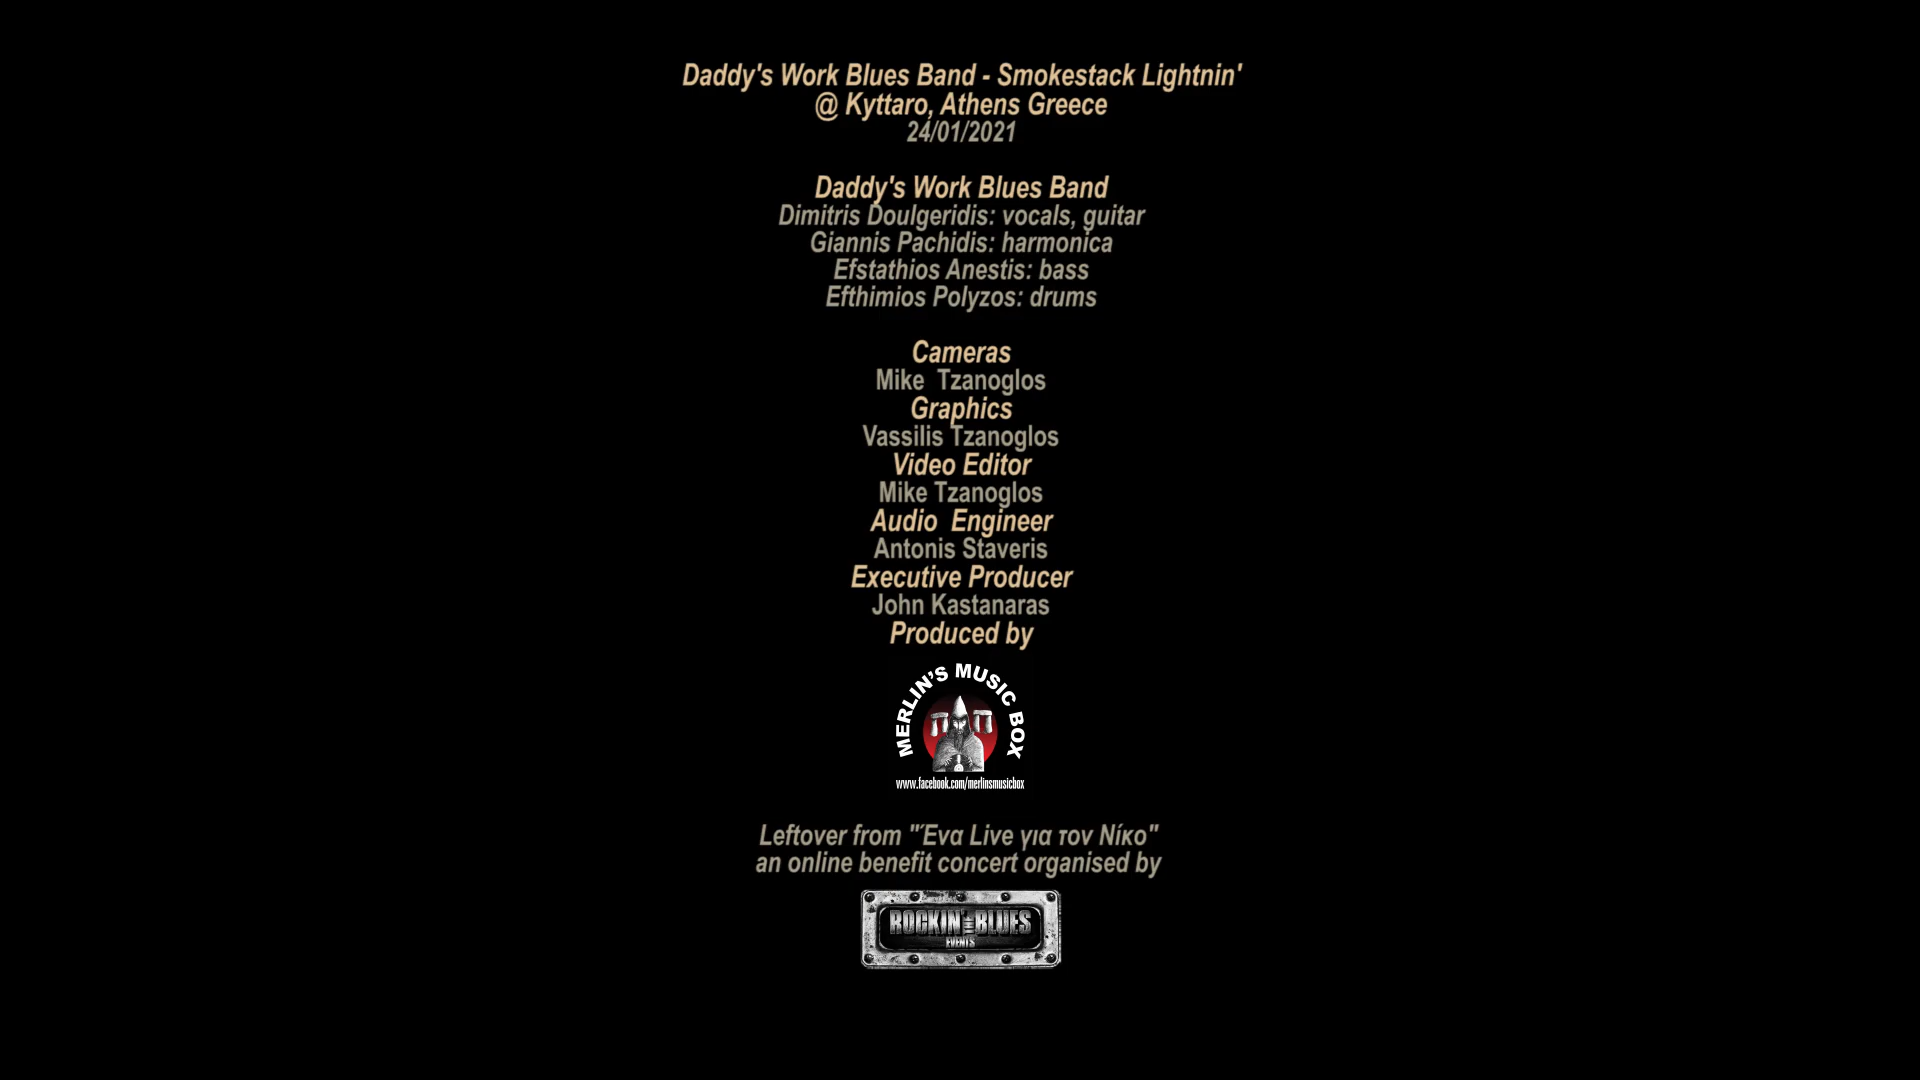 Daddy's Work Blues Band - Smokestack Lightnin'
@ Kyttaro, Athens Greece
24/01/2021
Daddy's Work Blues Band
Dimitris Doulgeridis: vocals, guitar
Giannis Pachidis: harmonica
Efstathios Anestis: bass
Efthimios Polyzos: drums
Cameras
Mike  Tzanoglos
Graphics
Vassilis Tzanoglos
Video Editor
Mike Tzanoglos
Audio  Engineer
Antonis Staveris
Executive Producer
John Kastanaras
Produced by
MERLIN'S MUSIC BOX
www.facebook.com/merlinsmusicbox
Leftover from "Ένα Live για τον Νίκο"
an online benefit concert organised by
ROCKIN' THE BLUES
EVENTS